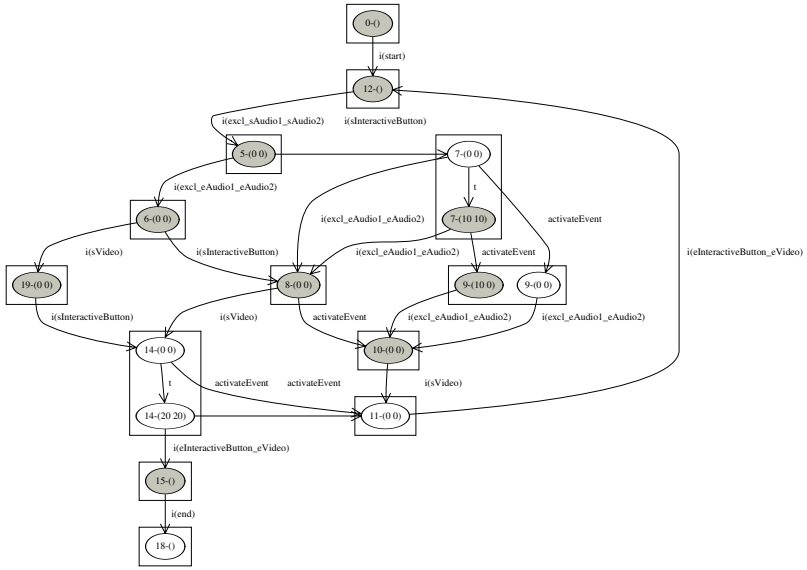 0-()
i(start)
12-()
i(excl_sAudio1_sAudio2)
i(sInteractiveButton)
5-(0 0)
7-(0 0)
i(excl_eAudio1_eAudio2)
t
6-(0 0)
i(excl_eAudio1_eAudio2)
7-(10 10)
activateEvent
i(sVideo)
i(sInteractiveButton)
i(excl_eAudio1_eAudio2)
activateEvent
i(eInteractiveButton_eVideo)
19-(0 0)
8-(0 0)
9-(10 0)
9-(0 0)
i(sInteractiveButton)
i(sVideo)
activateEvent
i(excl_eAudio1_eAudio2)
i(excl_eAudio1_eAudio2)
14-(0 0)
10-(0 0)
t
activateEvent
activateEvent
i(sVideo)
14-(20 20)
11-(0 0)
i(eInteractiveButton_eVideo)
15-()
i(end)
18-()